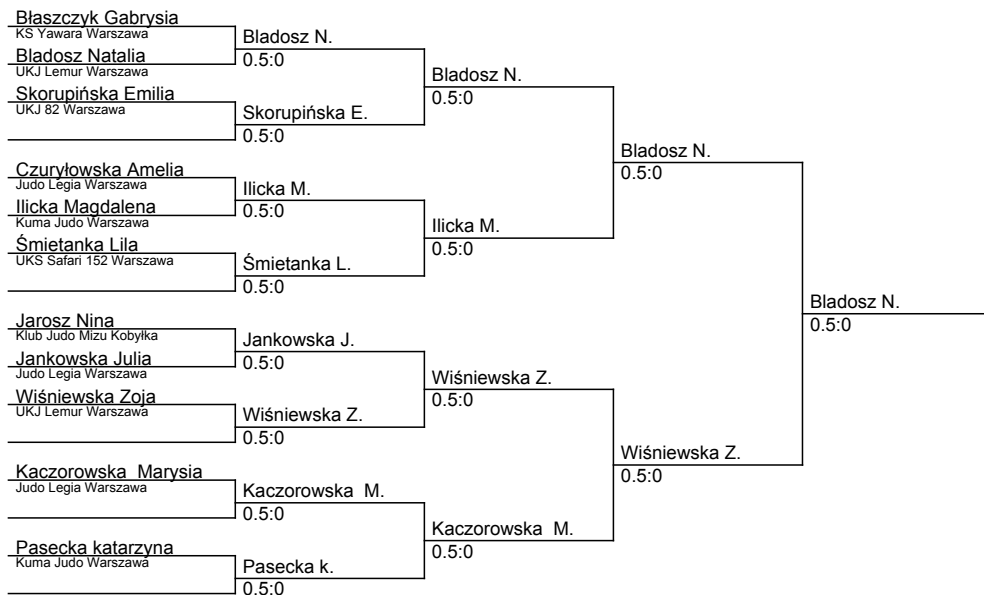 Błaszczyk Gabrysia
KS Yawara Warszawa
Bladosz Natalia
UKJ Lemur Warszawa
Skorupińska Emilia
UKJ 82 Warszawa
Czuryłowska Amelia
Judo Legia Warszawa
Ilicka Magdalena
Kuma Judo Warszawa
Śmietanka Lila
UKS Safari 152 Warszawa
Jarosz Nina
Klub Judo Mizu Kobyłka
Jankowska Julia
Judo Legia Warszawa
Wiśniewska Zoja
UKJ Lemur Warszawa
Kaczorowska  Marysia
Judo Legia Warszawa
Pasecka katarzyna
Kuma Judo Warszawa
Bladosz N.
0.5:0
Skorupińska E.
0.5:0
Ilicka M.
0.5:0
Śmietanka L.
0.5:0
Jankowska J.
0.5:0
Wiśniewska Z.
0.5:0
Kaczorowska  M.
0.5:0
Pasecka k.
0.5:0
Bladosz N.
0.5:0
Ilicka M.
0.5:0
Wiśniewska Z.
0.5:0
Kaczorowska  M.
0.5:0
Bladosz N.
0.5:0
Wiśniewska Z.
0.5:0
Bladosz N.
0.5:0